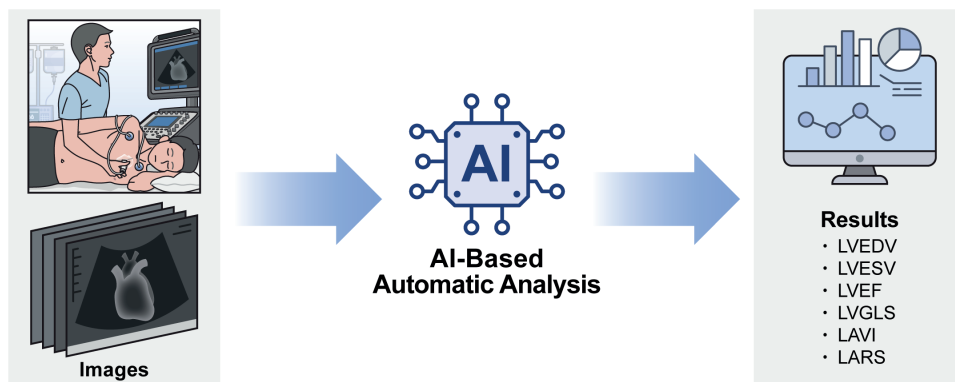 Images
AI
AI-Based
Automatic Analysis
Results
· LVEDV
· LVESV
· LVEF
· LVGLS
· LAVI
· LARS